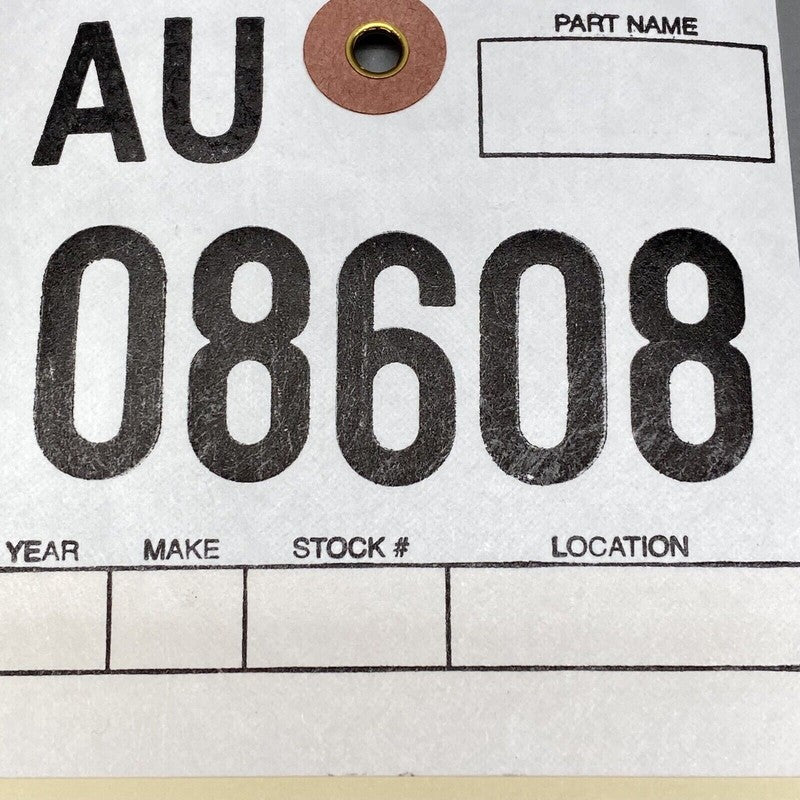 AU
PART NAME
08608
YEAR MAKE STOCK # LOCATION